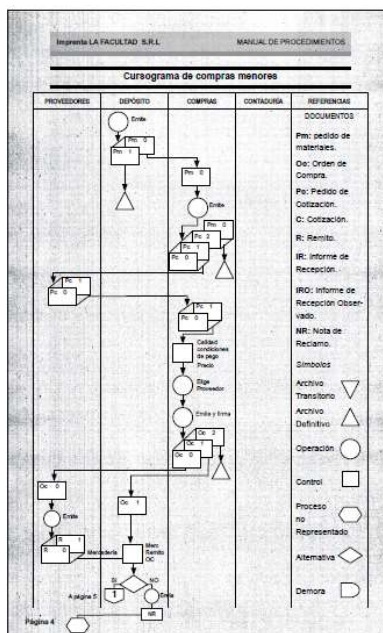 Imprenta LA FACULTAD S.R.L MANUAL DE PROCEDIMIENTOS
Cursograma de compras menores
PROVEEDORES DEPÓSITO COMPRAS CONTADURÍA REFERENCIAS
DOCUMENTOS
Pm: pedido de
materiales.
Oc: Orden de
Compra.
Pc: Pedido de
Cotización.
C: Cotización.
R: Remito.
IR: Informe de
Recepción.
IRO: Informe de
Recepción Obser-
vado.
NR: Nota de
Reclamo.
Símbolos
Archivo
Transitorio
Archivo
Definitivo
Operación
Control
Proceso
no
Representado
Alternativa
Demora
Emite
Pm 0
Pm 1
Pm 0
Emite
Pm 0
Pc 2
Pc 1
Pc 0
Pc 1
Pc 0
Pc 1
Pc 0
Calidad
condiciones
de pago
Precio
Elige
Proveedor
Emite y firma
Oc 2
Oc 1
Oc 0
Oc 0
Oc 1
Emite
R 1
R 0
Mercadería
Merc
Remito
OC
SI
NO
A página 5
1
Emite
NR
Página 4